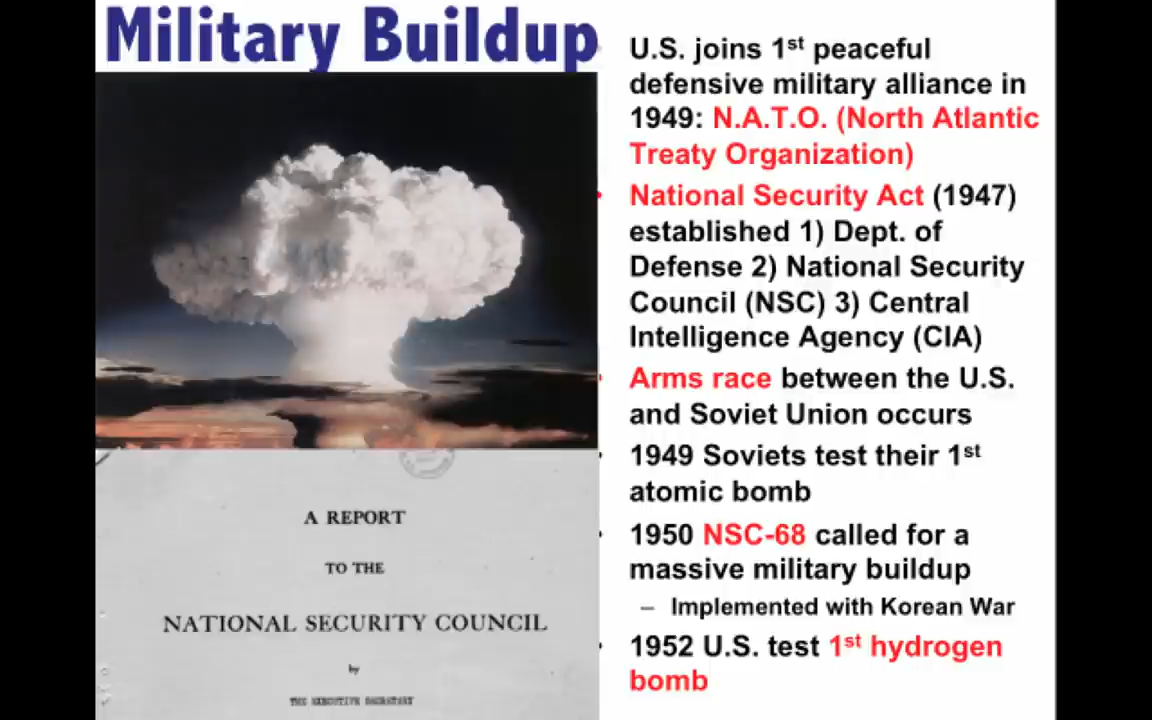 Military Buildup
U.S. joins 1st peaceful
defensive military alliance in
1949: N.A.T.O. (North Atlantic
Treaty Organization)
National Security Act (1947)
established 1) Dept. of
Defense 2) National Security
Council (NSC) 3) Central
Intelligence Agency (CIA)
Arms race between the U.S.
and Soviet Union occurs
1949 Soviets test their 1st
atomic bomb
1950 NSC-68 called for a
massive military buildup
– Implemented with Korean War
1952 U.S. test 1st hydrogen
bomb
A REPORT
TO THE
NATIONAL SECURITY COUNCIL
by
THE EXECUTIVE SECRETARY